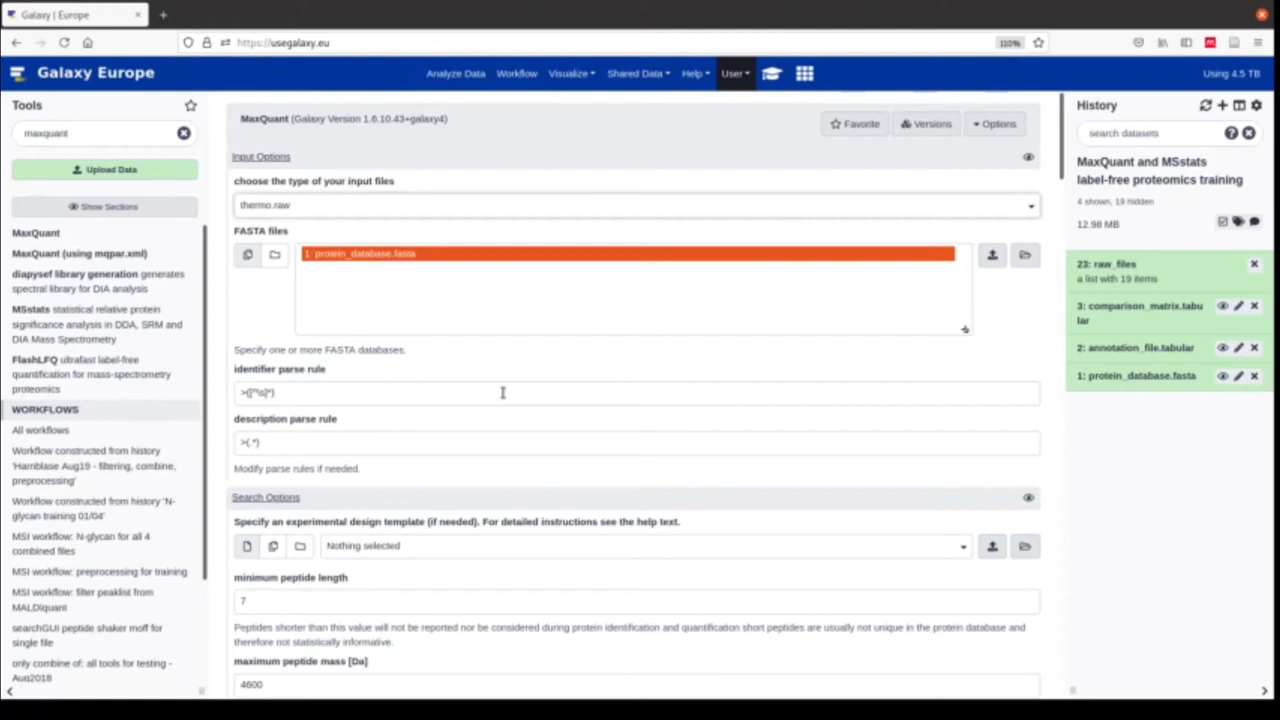 Galaxy | Europe
https://usegalaxy.eu
110%
Galaxy Europe
Analyze Data
Workflow
Visualize
Shared Data
Help
User
Using 4.5 TB
Tools
maxquant
Upload Data
Show Sections
MaxQuant
MaxQuant (using mqpar.xml)
diapysef library generation generates
spectral library for DIA analysis
MSstats statistical relative protein
significance analysis in DDA, SRM and
DIA Mass Spectrometry
FlashLFQ ultrafast label-free
quantification for mass-spectrometry
proteomics
WORKFLOWS
All workflows
Workflow constructed from history
'Harnblase Aug19 - filtering, combine,
preprocessing'
Workflow constructed from history 'N-
glycan training 01/04'
MSI workflow: N-glycan for all 4
combined files
MSI workflow: preprocessing for training
MSI workflow: filter peaklist from
MALDIquant
searchGUI peptide shaker moff for
single file
only combine of: all tools for testing -
Aug2018
MaxQuant (Galaxy Version 1.6.10.43+galaxy4)
Favorite
Versions
Options
Input Options
choose the type of your input files
thermo.raw
FASTA files
1: protein_database.fasta
Specify one or more FASTA databases.
identifier parse rule
>([^\s]*)
description parse rule
>(.*)
Modify parse rules if needed.
Search Options
Specify an experimental design template (if needed). For detailed instructions see the help text.
Nothing selected
minimum peptide length
7
Peptides shorter than this value will not be reported nor be considered during protein identification and quantification short peptides are usually not unique in the protein database and
therefore not statistically informative.
maximum peptide mass [Da]
4600
History
search datasets
MaxQuant and MSstats
label-free proteomics training
4 shown, 19 hidden
12.98 MB
23: raw_files
a list with 19 items
3: comparison_matrix.tabu
lar
2: annotation_file.tabular
1: protein_database.fasta